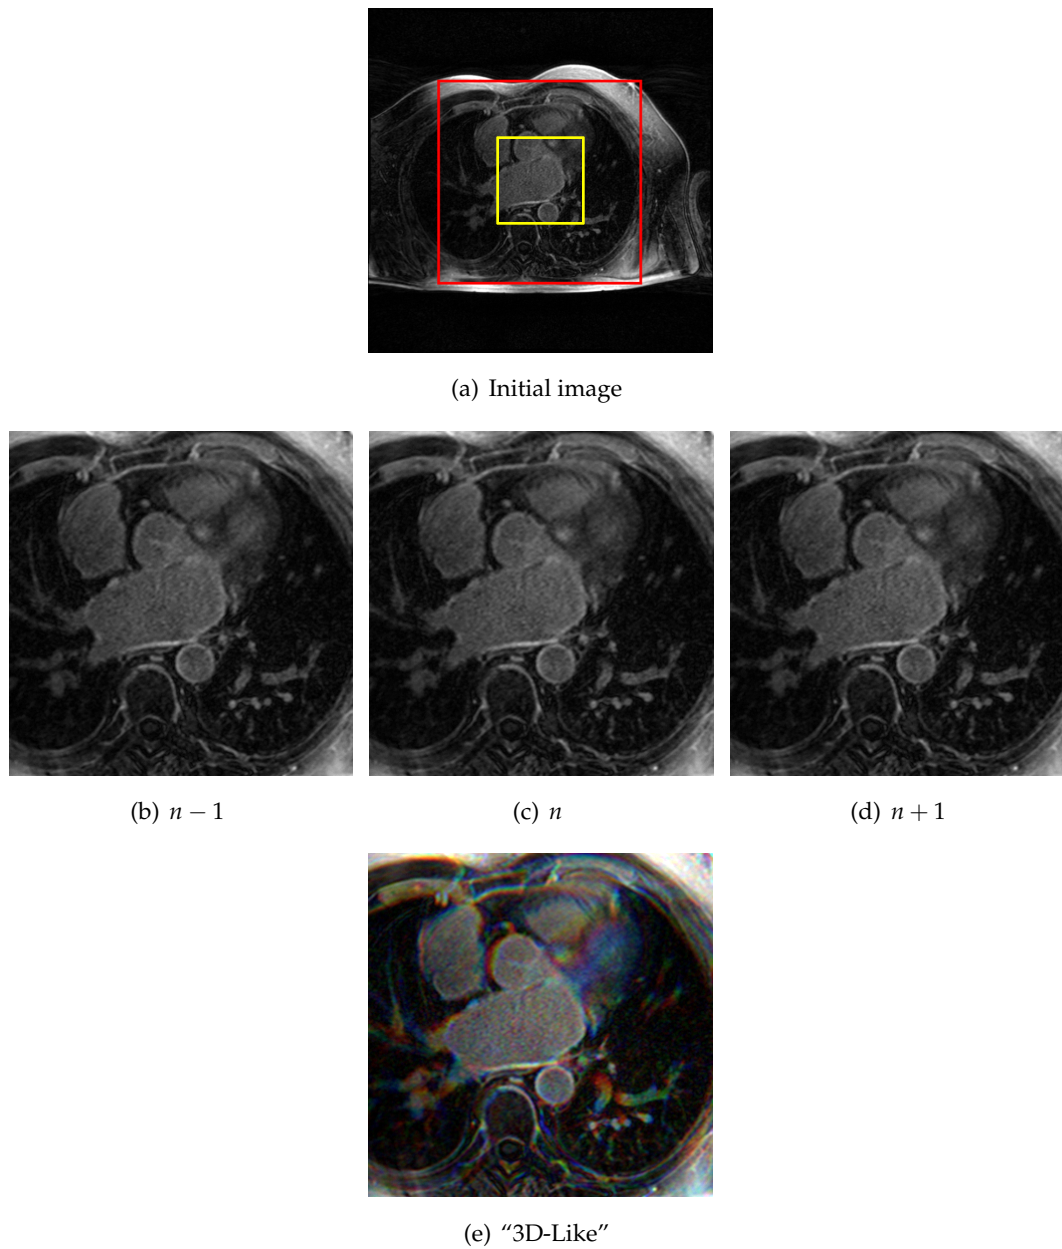 (a) Initial image
(b) n − 1
(c) n
(d) n + 1
(e) “3D-Like”